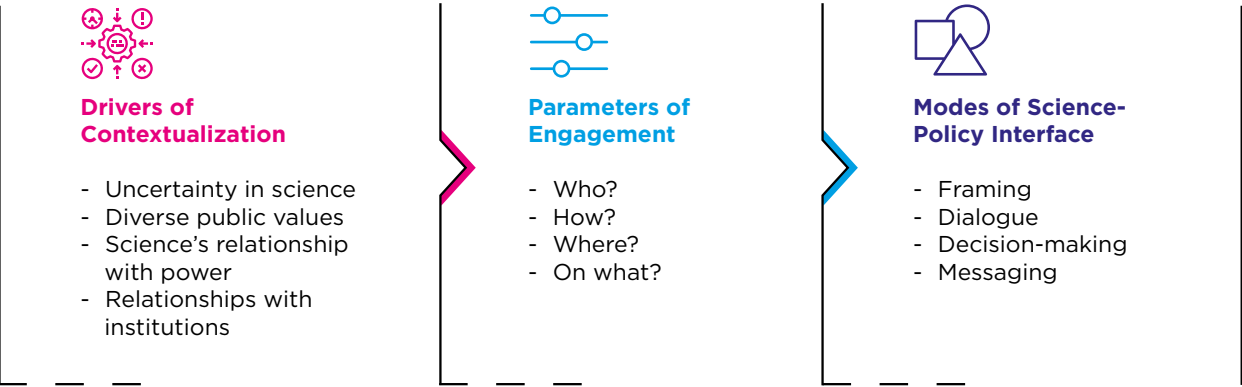 Drivers of
Contextualization
- Uncertainty in science
- Diverse public values
- Science’s relationship
with power
- Relationships with
institutions
Parameters of
Engagement
- Who?
- How?
- Where?
- On what?
Modes of Science-
Policy Interface
- Framing
- Dialogue
- Decision-making
- Messaging